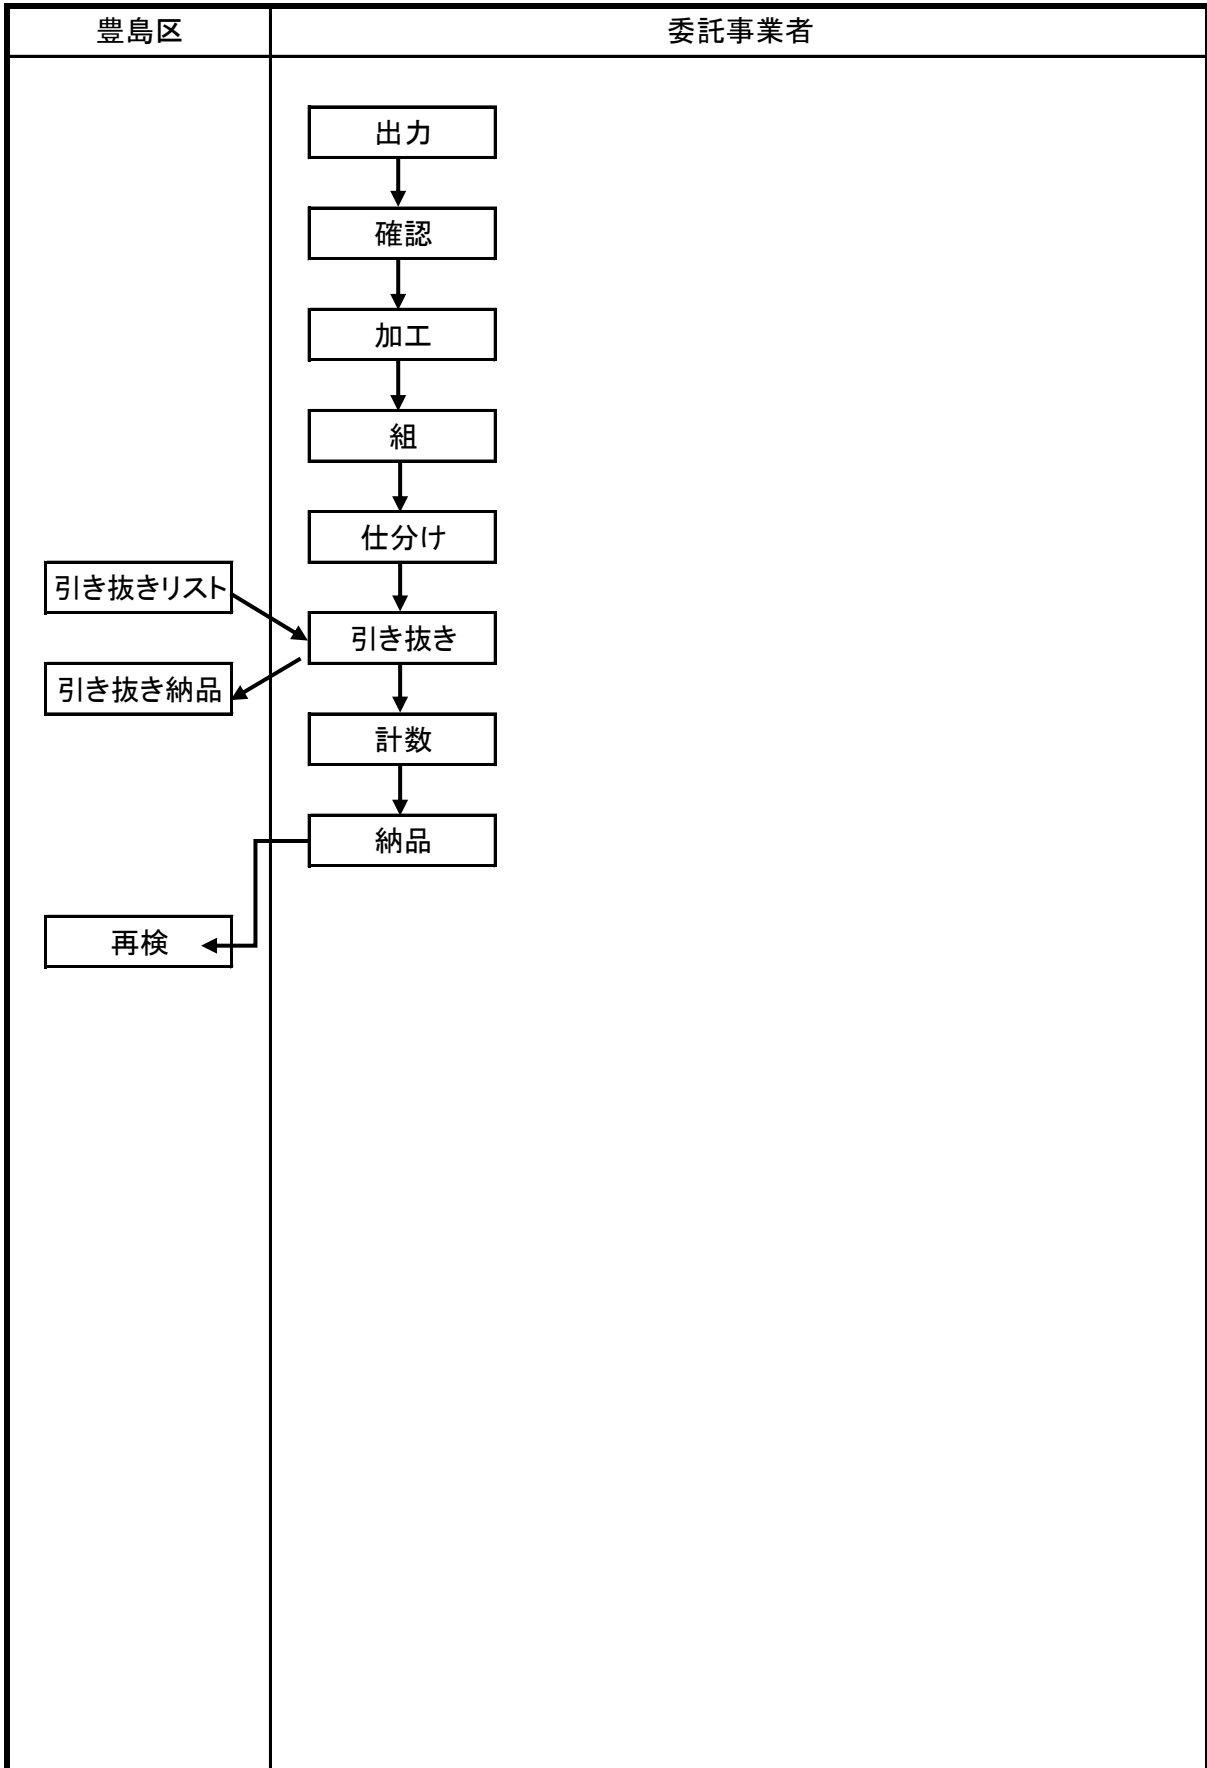 豊島区
委託事業者
出力
確認
加工
組
仕分け
引き抜きリスト
引き抜き
引き抜き納品
計数
納品
再検